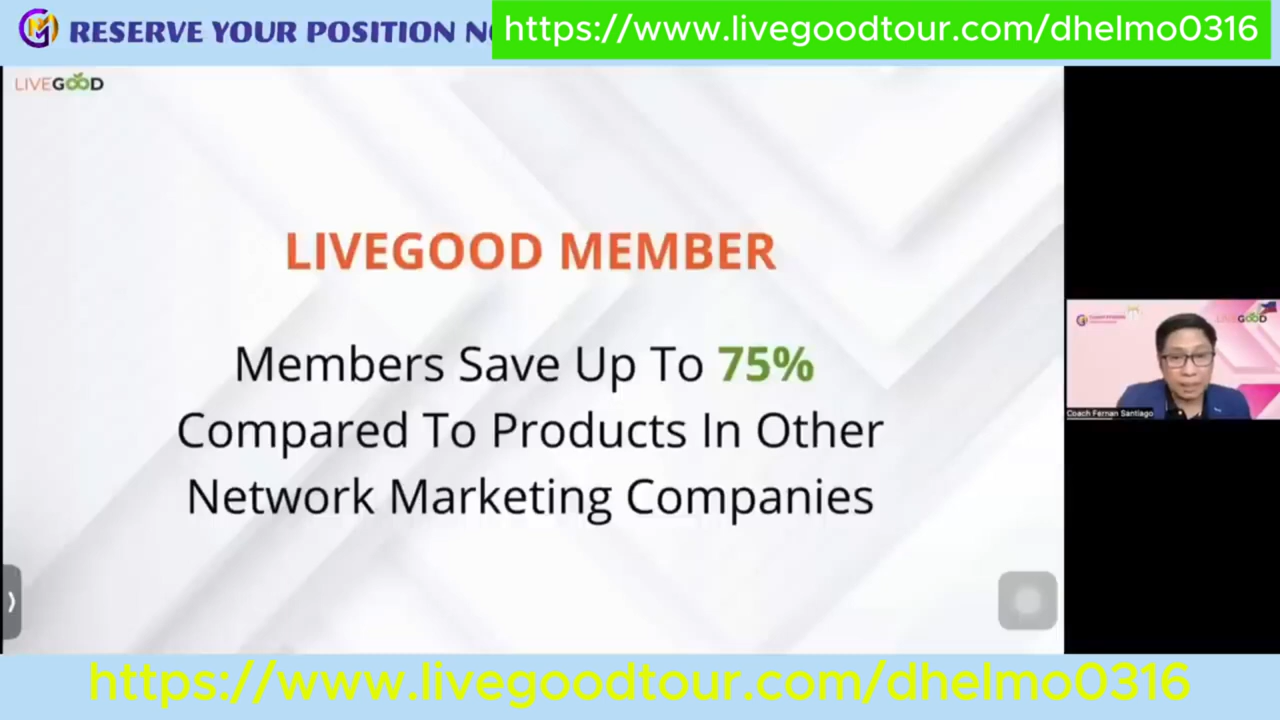 RESERVE YOUR POSITION N
https://www.livegoodtour.com/dhelmo0316
LIVEGOOD
LIVEGOOD MEMBER
Members Save Up To 75%
Compared To Products In Other
Network Marketing Companies
LIVEGOOD
Coach Fernan Santiago
https://www.livegoodtour.com/dhelmo0316